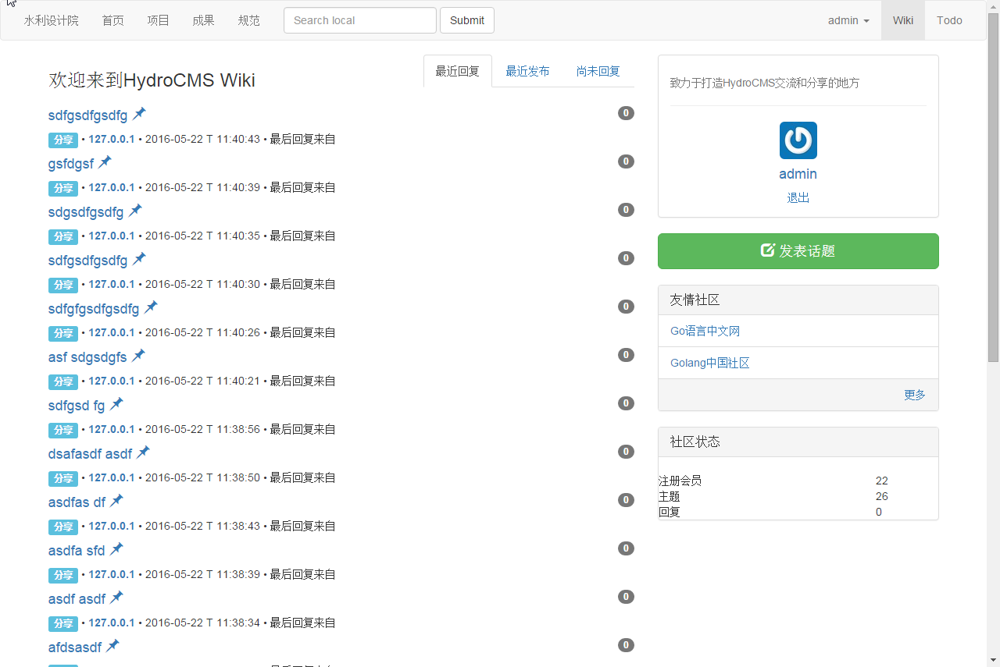 水利设计院 首页 项目 成果 规范 Search local Submit admin Wiki Todo
欢迎来到HydroCMS Wiki
最近回复 最近发布 尚未回复
sdfgsdfgsdfg 0
分享 • 127.0.0.1 • 2016-05-22 T 11:40:43 • 最后回复来自
gsfdgsf 0
分享 • 127.0.0.1 • 2016-05-22 T 11:40:39 • 最后回复来自
sdgsdfgsdfg 0
分享 • 127.0.0.1 • 2016-05-22 T 11:40:35 • 最后回复来自
sdfgsdfgsdfg 0
分享 • 127.0.0.1 • 2016-05-22 T 11:40:30 • 最后回复来自
sdfgfgsdfgsdfg 0
分享 • 127.0.0.1 • 2016-05-22 T 11:40:26 • 最后回复来自
asf sdgsdgfs 0
分享 • 127.0.0.1 • 2016-05-22 T 11:40:21 • 最后回复来自
sdfgsd fg 0
分享 • 127.0.0.1 • 2016-05-22 T 11:38:56 • 最后回复来自
dsafasdf asdf 0
分享 • 127.0.0.1 • 2016-05-22 T 11:38:50 • 最后回复来自
asdfas df 0
分享 • 127.0.0.1 • 2016-05-22 T 11:38:43 • 最后回复来自
asdfa sfd 0
分享 • 127.0.0.1 • 2016-05-22 T 11:38:39 • 最后回复来自
asdf asdf 0
分享 • 127.0.0.1 • 2016-05-22 T 11:38:34 • 最后回复来自
afdsasdf 0
致力于打造HydroCMS交流和分享的地方
admin
退出
发表话题
友情社区
Go语言中文网
Golang中国社区
更多
社区状态
注册会员 22
主题 26
回复 0